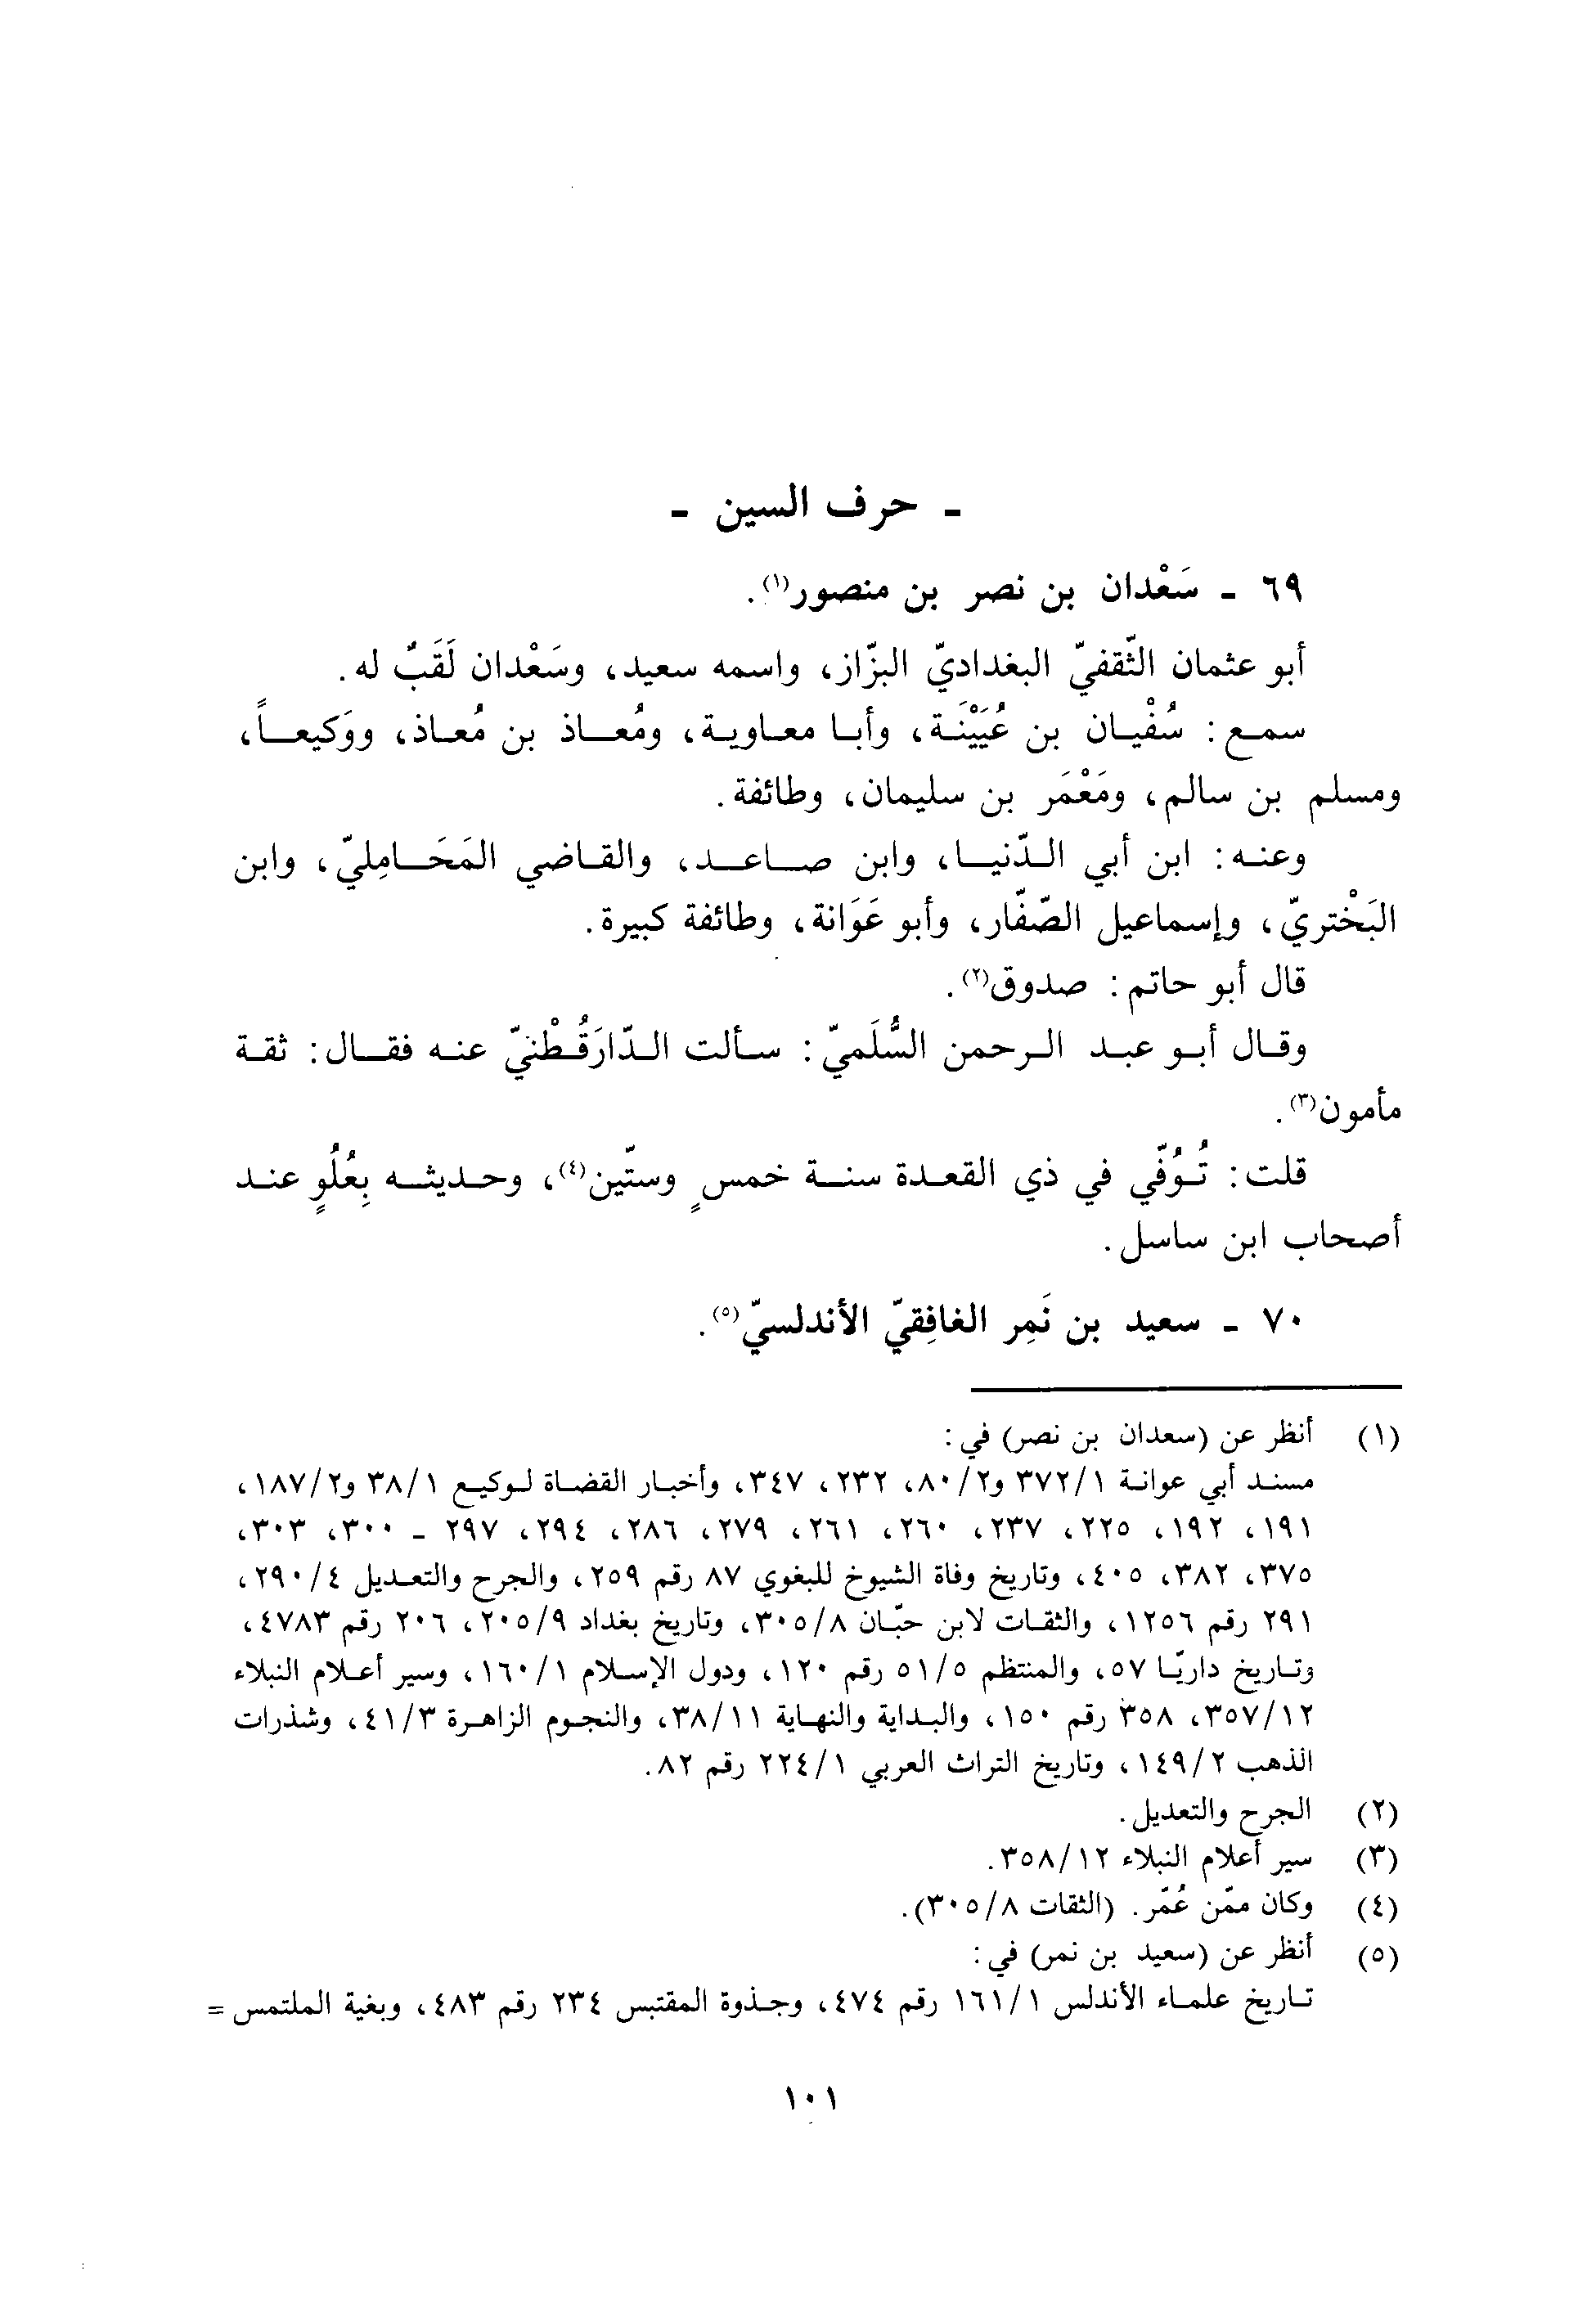 - حرف السين -
٦٩ - سَعْدان بن نصر بن منصور(١).
أبو عثمان الثّقفيّ البغداديّ البزّاز، واسمه سعيد، وسَعْدان لَقَبٌ له.
سمع: سُفْيان بن عُيَيْنَة، وأبا معاوية، ومُعاذ بن مُعاذ، ووَكيعاً،
ومسلم بن سالم، ومَعْمَر بن سليمان، وطائفة.
وعنه: ابن أبي الدّنيا، وابن صاعد، والقاضي المَحَامِليّ، وابن
البَخْتريّ، وإسماعيل الصّفّار، وأبو عَوَانة، وطائفة كبيرة.
قال أبو حاتم: صدوق(٢).
وقال أبو عبد الرحمن السُّلَميّ: سألت الدّارَقُطْنيّ عنه فقال: ثقة
مأمون(٣).
قلت: تُوُفّي في ذي القعدة سنة خمسٍ وستّين(٤)، وحديثه بِعُلُوٍ عند
أصحاب ابن ساسل.
٧٠ - سعيد بن نَمِر الغافِقيّ الأندلسيّ(٥).
(١) أنظر عن (سعدان بن نصر) في:
مسند أبي عوانة ٣٧٢/١ و٨٠/٢، ٢٣٢، ٣٤٧، وأخبار القضاة لوكيع ٣٨/١ و١٨٧/٢،
١٩١، ١٩٢، ٢٢٥، ٢٣٧، ٢٦٠، ٢٦١، ٢٧٩، ٢٨٦، ٢٩٤، ٢٩٧ - ٣٠٠، ٣٠٣،
٣٧٥، ٣٨٢، ٤٠٥، وتاريخ وفاة الشيوخ للبغوي ٨٧ رقم ٢٥٩، والجرح والتعديل ٢٩٠/٤،
٢٩١ رقم ١٢٥٦، والثقات لابن حبّان ٣٠٥/٨، وتاريخ بغداد ٢٠٥/٩، ٢٠٦ رقم ٤٧٨٣،
وتاريخ داريّا ٥٧، والمنتظم ٥١/٥ رقم ١٢٠، ودول الإسلام ١٦٠/١، وسير أعلام النبلاء
٣٥٧/١٢، ٣٥٨ رقم ١٥٠، والبداية والنهاية ٣٨/١١، والنجوم الزاهرة ٤١/٣، وشذرات
الذهب ١٤٩/٢، وتاريخ التراث العربي ٢٢٤/١ رقم ٨٢.
(٢) الجرح والتعديل.
(٣) سير أعلام النبلاء ٣٥٨/١٢.
(٤) وكان ممّن عُمّر. (الثقات ٣٠٥/٨).
(٥) أنظر عن (سعيد بن نمر) في:
تاريخ علماء الأندلس ١٦١/١ رقم ٤٧٤، وجذوة المقتبس ٢٣٤ رقم ٤٨٣، وبغية الملتمس =
١٠١